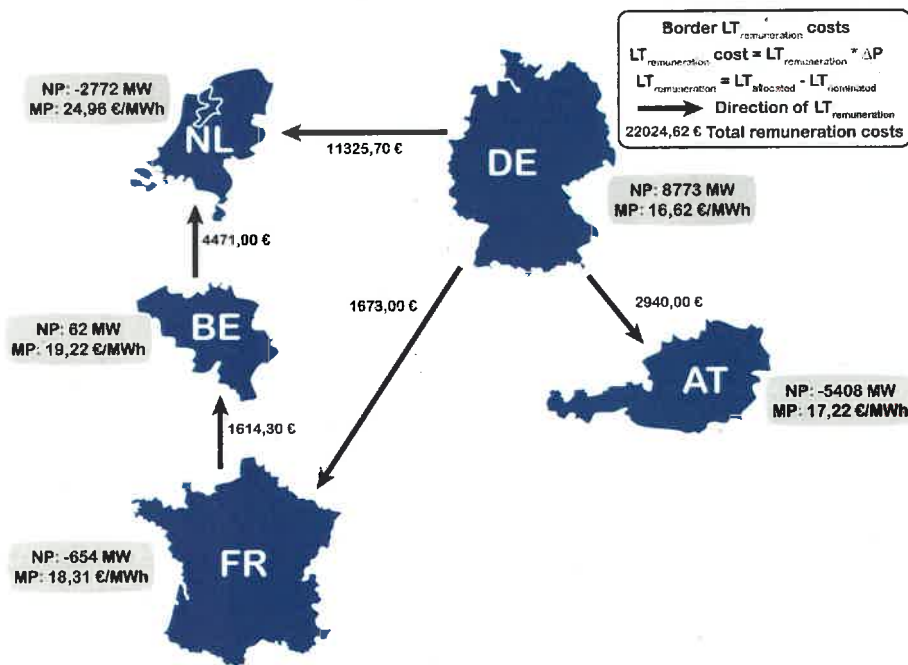 Border LTremuneration costs
LTremuneration cost = LTremuneration * ΔP
LTremuneration = LTallocated - LTnominated
Direction of LTremuneration
22024,62 € Total remuneration costs
NP: -2772 MW
MP: 24,96 €/MWh
NL
11325,70 €
DE
NP: 8773 MW
MP: 16,62 €/MWh
4471,00 €
1673,00 €
2940,00 €
NP: 62 MW
MP: 19,22 €/MWh
BE
AT
NP: -5408 MW
MP: 17,22 €/MWh
1614,30 €
NP: -654 MW
MP: 18,31 €/MWh
FR